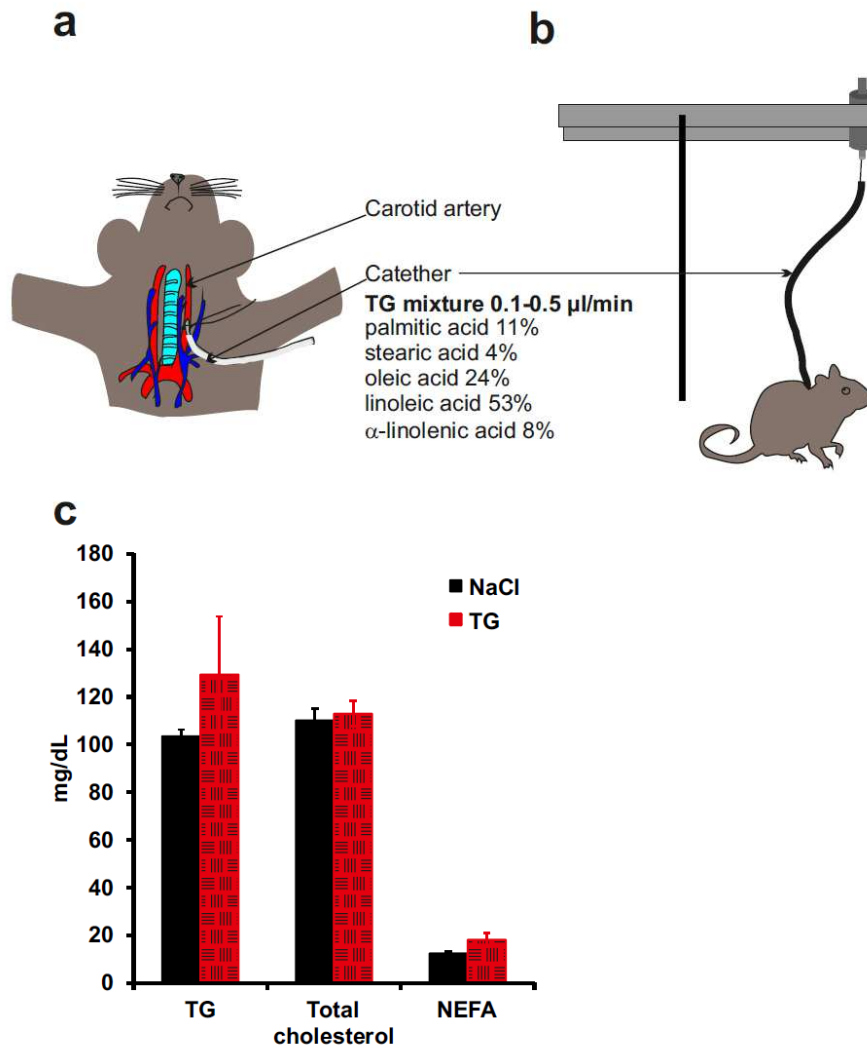 a
b
Carotid artery
Catether
TG mixture 0.1-0.5 µl/min
palmitic acid 11%
stearic acid 4%
oleic acid 24%
linoleic acid 53%
α-linolenic acid 8%
c
180
160
140
120
100
80
60
40
20
0
mg/dL
NaCl
TG
TG
Total
cholesterol
NEFA